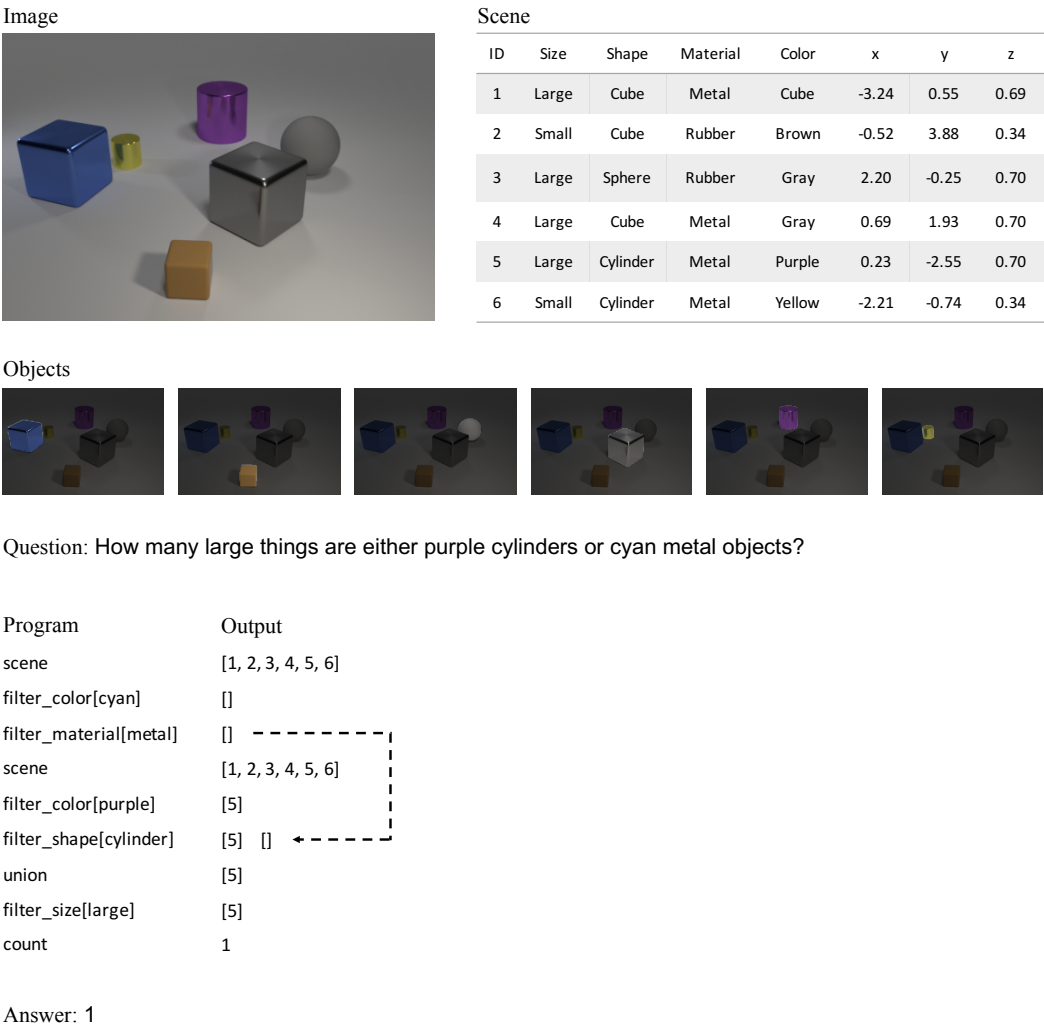 Image
Scene
ID Size Shape Material Color x y z
1 Large Cube Metal Cube -3.24 0.55 0.69
2 Small Cube Rubber Brown -0.52 3.88 0.34
3 Large Sphere Rubber Gray 2.20 -0.25 0.70
4 Large Cube Metal Gray 0.69 1.93 0.70
5 Large Cylinder Metal Purple 0.23 -2.55 0.70
6 Small Cylinder Metal Yellow -2.21 -0.74 0.34
Objects
Question: How many large things are either purple cylinders or cyan metal objects?
Program Output
scene [1, 2, 3, 4, 5, 6]
filter_color[cyan] []
filter_material[metal] []
scene [1, 2, 3, 4, 5, 6]
filter_color[purple] [5]
filter_shape[cylinder] [5] []
union [5]
filter_size[large] [5]
count 1
Answer: 1